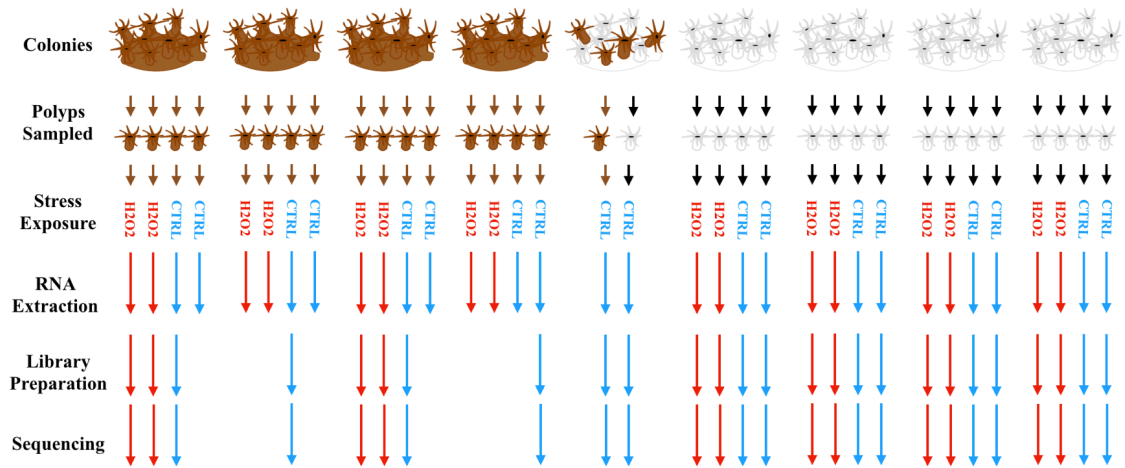 Colonies
Polyps
Sampled
Stress
Exposure
H2O2
H2O2
CTRL
CTRL
H2O2
H2O2
CTRL
CTRL
H2O2
H2O2
CTRL
CTRL
H2O2
H2O2
CTRL
CTRL
CTRL
CTRL
H2O2
H2O2
CTRL
CTRL
H2O2
H2O2
CTRL
CTRL
H2O2
H2O2
CTRL
CTRL
H2O2
H2O2
CTRL
CTRL
RNA
Extraction
Library
Preparation
Sequencing